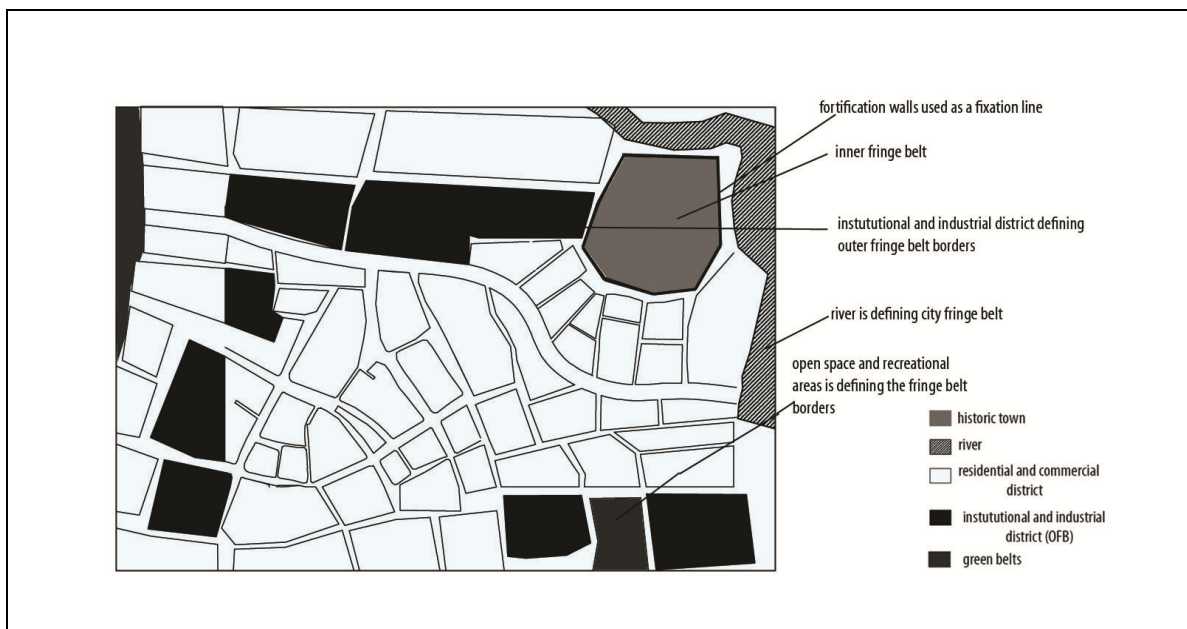 fortification walls used as a fixation line
inner fringe belt
instutional and industrial district defining
outer fringe belt borders
river is defining city fringe belt
open space and recreational
areas is defining the fringe belt
borders
historic town
river
residential and commercial
district
instutional and industrial
district (OFB)
green belts